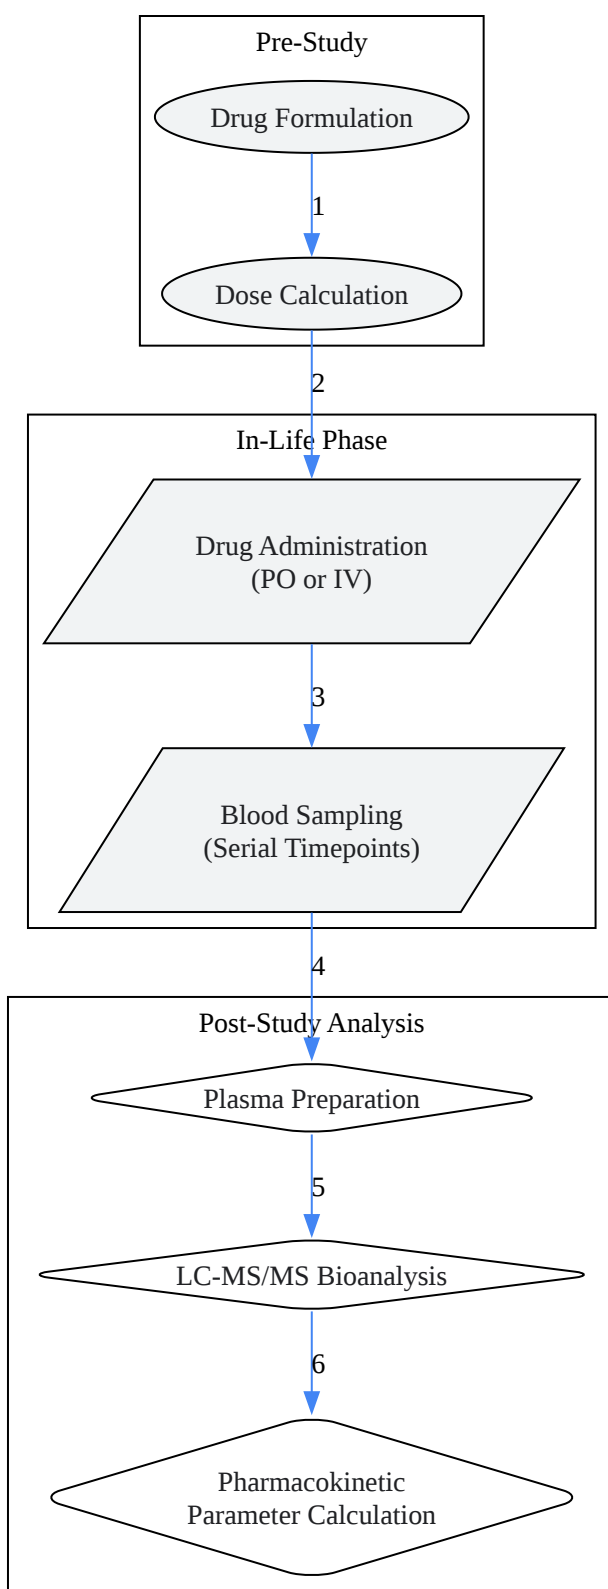 Pre-Study
Drug Formulation
1
Dose Calculation
2
In-Life Phase
Drug Administration
(PO or IV)
3
Blood Sampling
(Serial Timepoints)
4
Post-Study Analysis
Plasma Preparation
5
LC-MS/MS Bioanalysis
6
Pharmacokinetic
Parameter Calculation